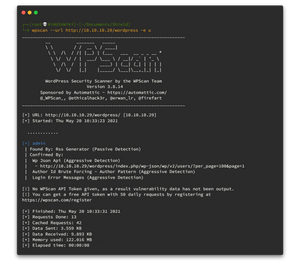 wpscan --url http://10.10.10.29/wordpress -e u
WordPress Security Scanner by the WPScan Team
Version 3.8.14
Sponsored by Automattic - https://automattic.com/
@_WPScan_, @ethicalhack3r, @erwan_lr, @firefart
[+] URL: http://10.10.10.29/wordpress/ [10.10.10.29]
[+] Started: Thu May 20 10:33:23 2021
............
[+] admin
| Found By: Rss Generator (Passive Detection)
| Confirmed By:
| Wp Json Api (Aggressive Detection)
| - http://10.10.10.29/wordpress/index.php/wp-json/wp/v2/users/?per_page=100&page=1
| Author Id Brute Forcing - Author Pattern (Aggressive Detection)
| Login Error Messages (Aggressive Detection)
[!] No WPScan API Token given, as a result vulnerability data has not been output.
[!] You can get a free API token with 50 daily requests by registering at
https://wpscan.com/register
[+] Finished: Thu May 20 10:33:31 2021
[+] Requests Done: 13
[+] Cached Requests: 42
[+] Data Sent: 3.559 KB
[+] Data Received: 9.893 KB
[+] Memory used: 122.016 MB
[+] Elapsed time: 00:00:08